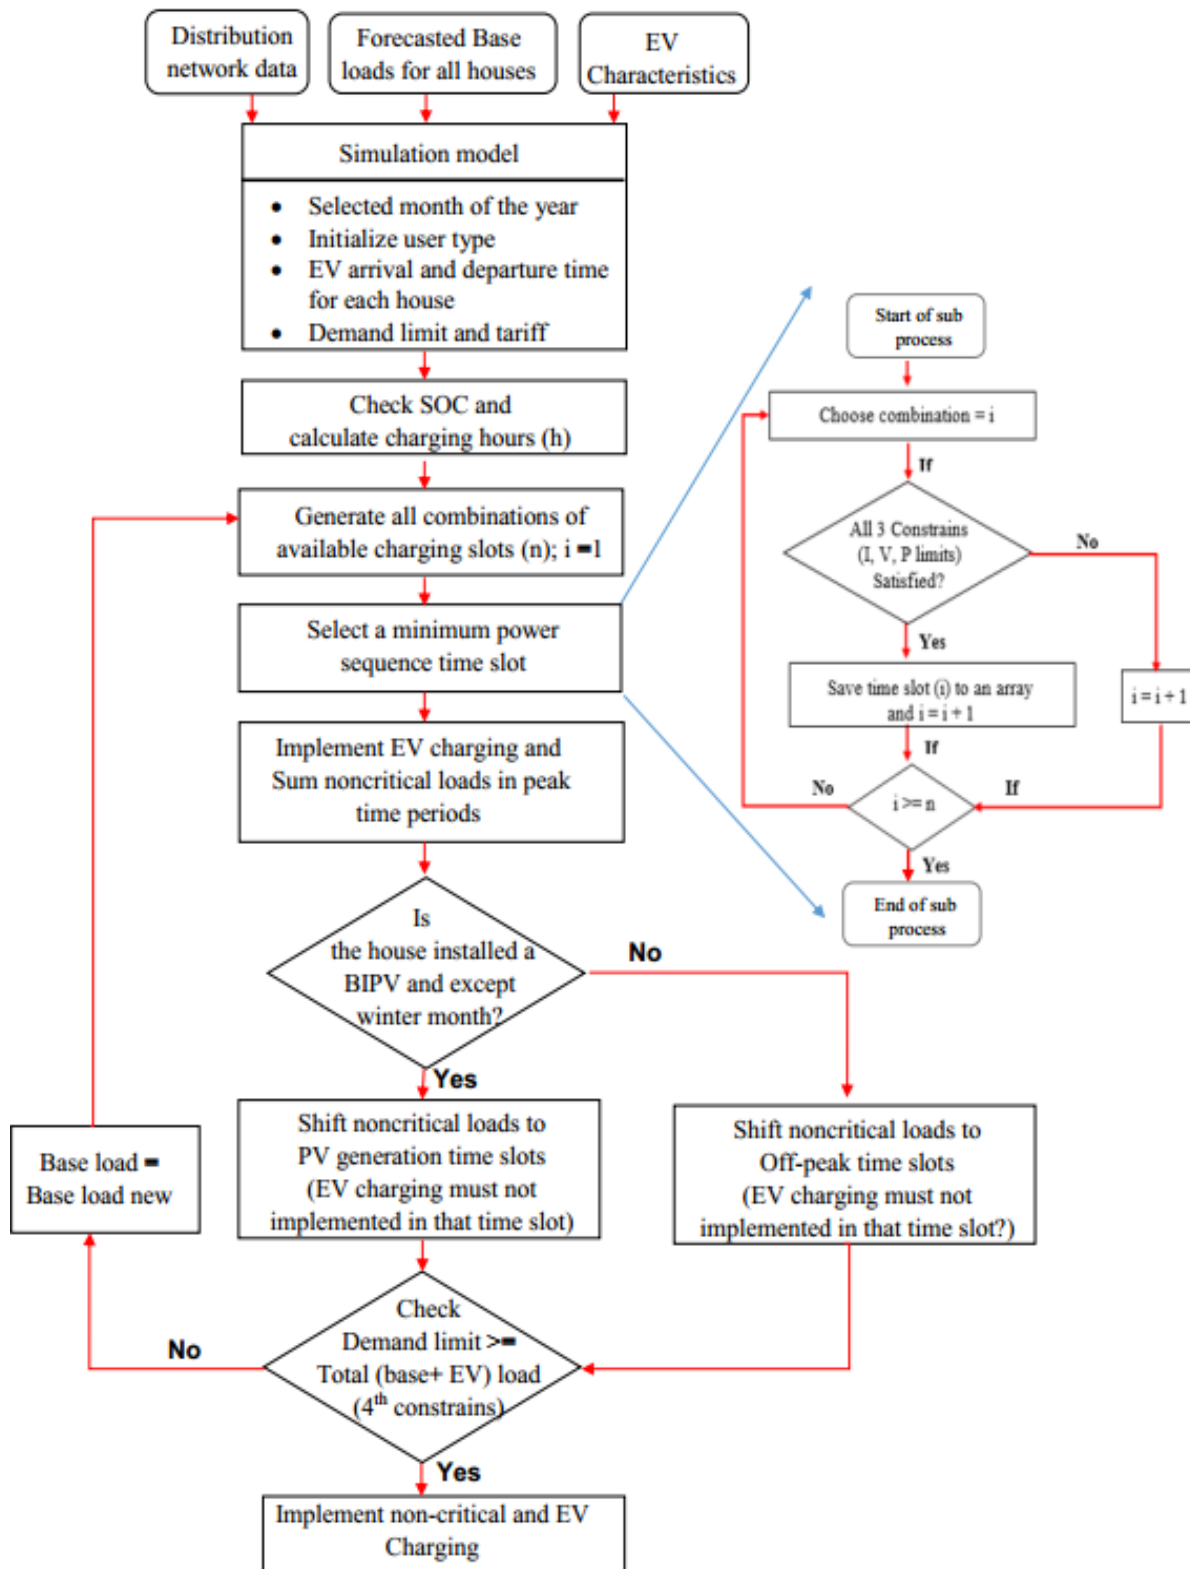 Distribution
network data
Forecasted Base
loads for all houses
EV
Characteristics
Simulation model
• Selected month of the year
• Initialize user type
• EV arrival and departure time
for each house
• Demand limit and tariff
Check SOC and
calculate charging hours (h)
Generate all combinations of
available charging slots (n); i =1
Select a minimum power
sequence time slot
Implement EV charging and
Sum noncritical loads in peak
time periods
Is
the house installed a
BIPV and except
winter month?
No
Yes
Shift noncritical loads to
PV generation time slots
(EV charging must not
implemented in that time slot)
Shift noncritical loads to
Off-peak time slots
(EV charging must not
implemented in that time slot?)
Base load =
Base load new
Check
Demand limit >=
Total (base+ EV) load
(4th constrains)
No
Yes
Implement non-critical and EV
Charging
Start of sub
process
Choose combination = i
If
All 3 Constrains
(I, V, P limits)
Satisfied?
No
Yes
Save time slot (i) to an array
and i = i + 1
i = i + 1
If
No
i >= n
If
Yes
End of sub
process